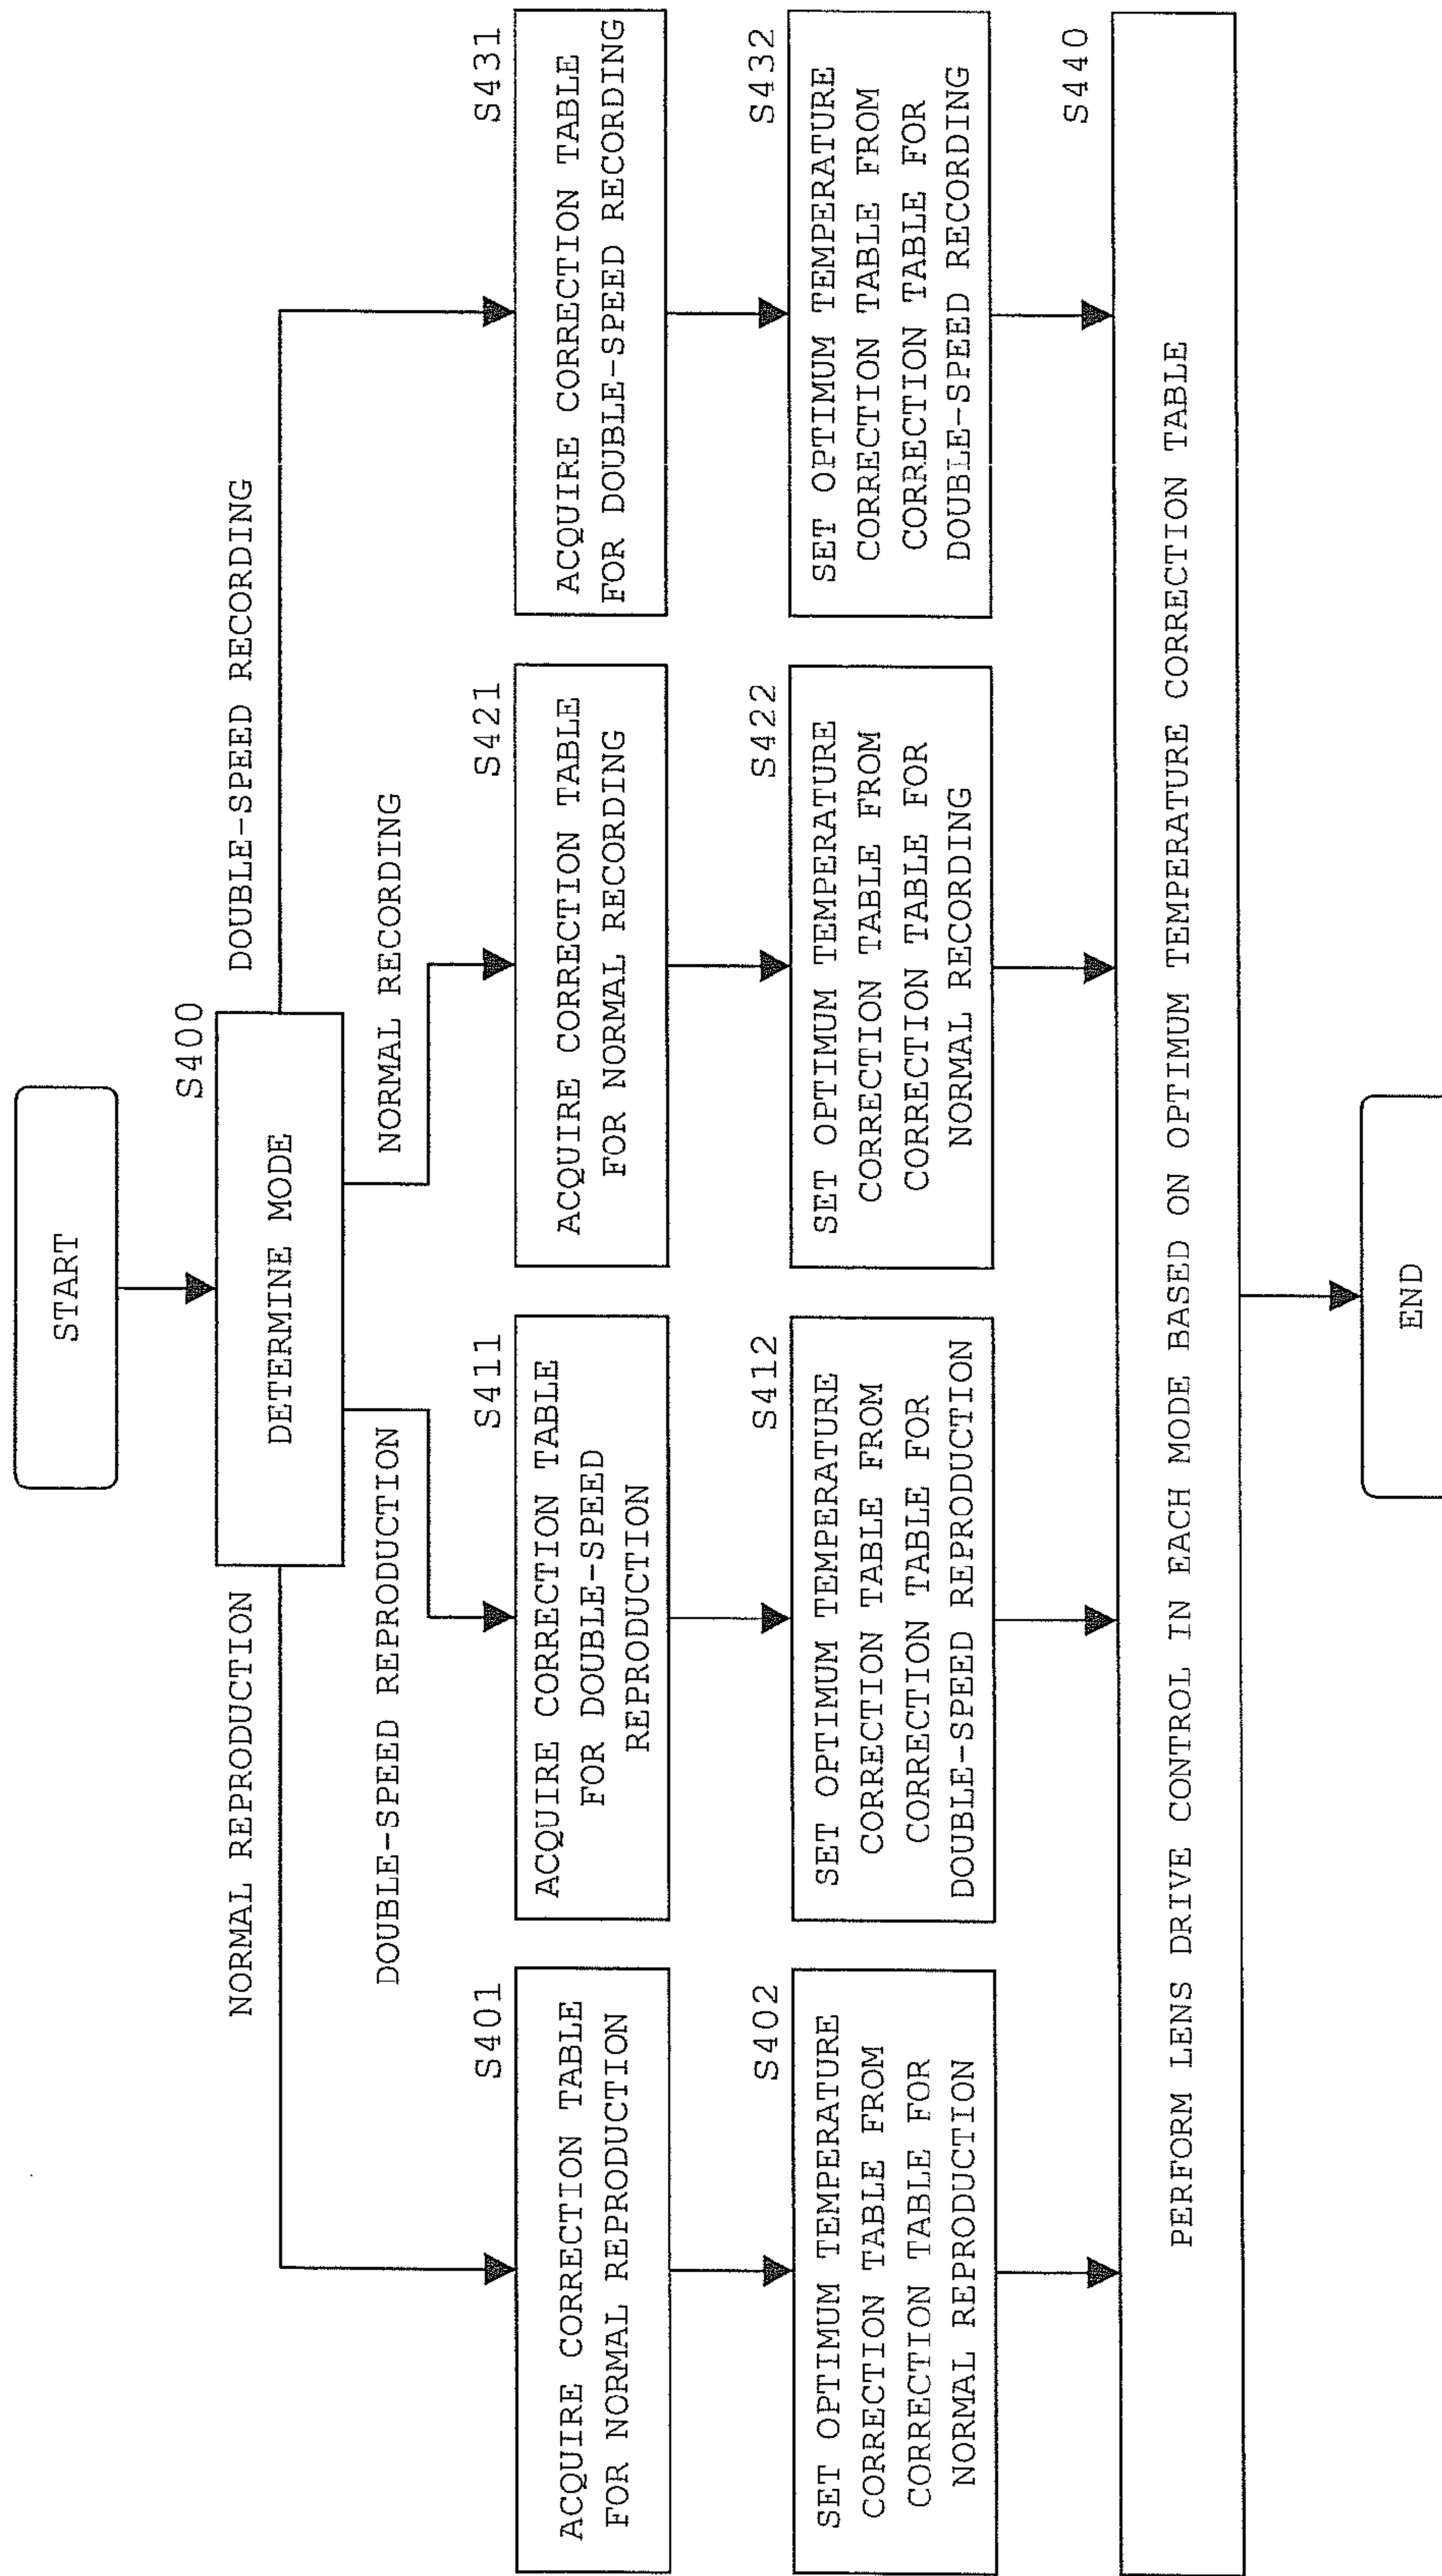 START
S400
DETERMINE MODE
NORMAL REPRODUCTION
DOUBLE-SPEED REPRODUCTION
NORMAL RECORDING
DOUBLE-SPEED RECORDING
S401
ACQUIRE CORRECTION TABLE
FOR NORMAL REPRODUCTION
S411
ACQUIRE CORRECTION TABLE
FOR DOUBLE-SPEED
REPRODUCTION
S421
ACQUIRE CORRECTION TABLE
FOR NORMAL RECORDING
S431
ACQUIRE CORRECTION TABLE
FOR DOUBLE-SPEED RECORDING
S402
SET OPTIMUM TEMPERATURE
CORRECTION TABLE FROM
CORRECTION TABLE FOR
NORMAL REPRODUCTION
S412
SET OPTIMUM TEMPERATURE
CORRECTION TABLE FROM
CORRECTION TABLE FOR
DOUBLE-SPEED REPRODUCTION
S422
SET OPTIMUM TEMPERATURE
CORRECTION TABLE FROM
CORRECTION TABLE FOR
NORMAL RECORDING
S432
SET OPTIMUM TEMPERATURE
CORRECTION TABLE FROM
CORRECTION TABLE FOR
DOUBLE-SPEED RECORDING
S440
PERFORM LENS DRIVE CONTROL IN EACH MODE BASED ON OPTIMUM TEMPERATURE CORRECTION TABLE
END